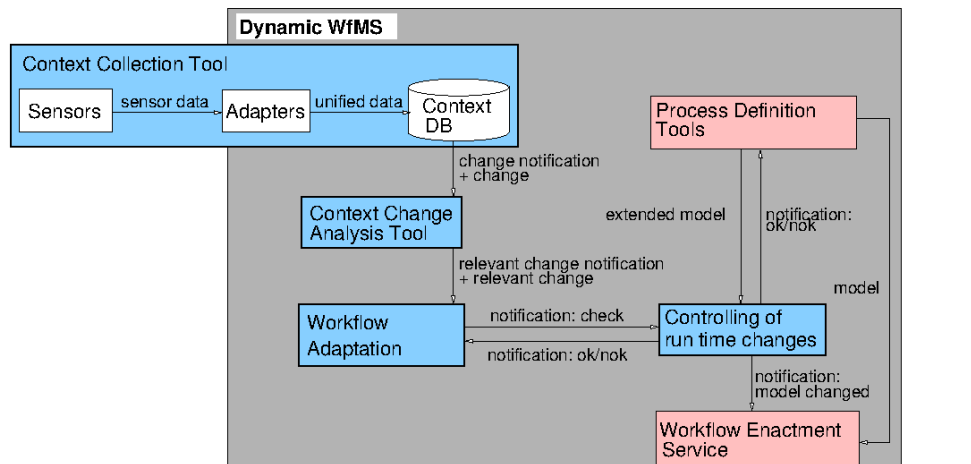 Dynamic WfMS
Context Collection Tool
Sensors
sensor data
Adapters
unified data
Context
DB
Process Definition
Tools
change notification
+ change
Context Change
Analysis Tool
extended model
notification:
ok/nok
relevant change notification
+ relevant change
model
Workflow
Adaptation
notification: check
notification: ok/nok
Controlling of
run time changes
notification:
model changed
Workflow Enactment
Service